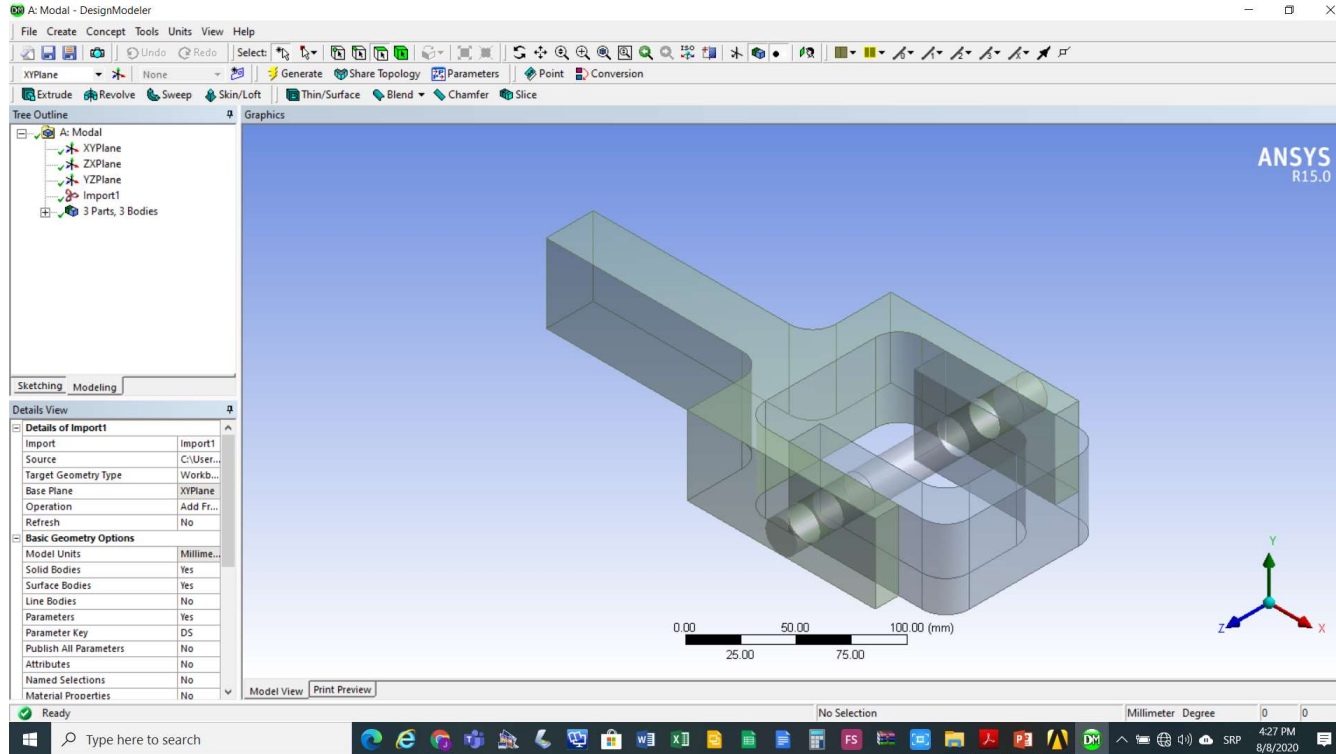 DM A: Modal - DesignModeler
File Create Concept Tools Units View Help
Undo Redo Select:
XYPlane None Generate Share Topology Parameters Point Conversion
Extrude Revolve Sweep Skin/Loft Thin/Surface Blend Chamfer Slice
Tree Outline
A: Modal
XYPlane
ZXPlane
YZPlane
Import1
3 Parts, 3 Bodies
Sketching Modeling
Details View
Details of Import1
Import Import1
Source C:\User...
Target Geometry Type Workb...
Base Plane XYPlane
Operation Add Fr...
Refresh No
Basic Geometry Options
Model Units Millime...
Solid Bodies Yes
Surface Bodies Yes
Line Bodies No
Parameters Yes
Parameter Key DS
Publish All Parameters No
Attributes No
Named Selections No
Material Properties No
Graphics
ANSYS
R15.0
0.00 50.00 100.00 (mm)
25.00 75.00
Y
Z X
Model View Print Preview
Ready No Selection Millimeter Degree 0 0
Type here to search
FS
DM
SRP
4:27 PM
8/8/2020